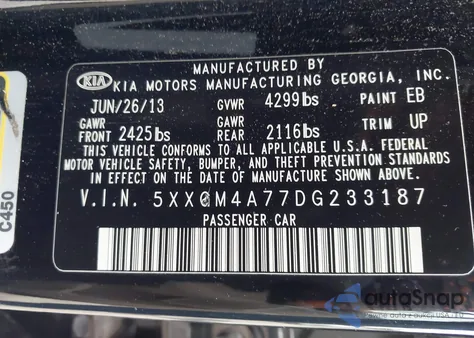 MANUFACTURED BY
KIA KIA MOTORS MANUFACTURING GEORGIA, INC.
JUN/26/13 GVWR 4299lbs PAINT EB
GAWR FRONT 2425lbs GAWR REAR 2116lbs TRIM UP
THIS VEHICLE CONFORMS TO ALL APPLICABLE U.S.A. FEDERAL
MOTOR VEHICLE SAFETY, BUMPER, AND THEFT PREVENTION STANDARDS
IN EFFECT ON THE DATE OF MANUFACTURE SHOWN ABOVE.
V.I.N. 5XXGM4A77DG233187
PASSENGER CAR
C450
autoSnap